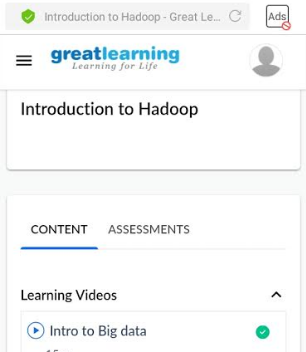 Introduction to Hadoop - Great Le...
Ads
greatlearning
Learning for Life
Introduction to Hadoop
CONTENT ASSESSMENTS
Learning Videos
Intro to Big data